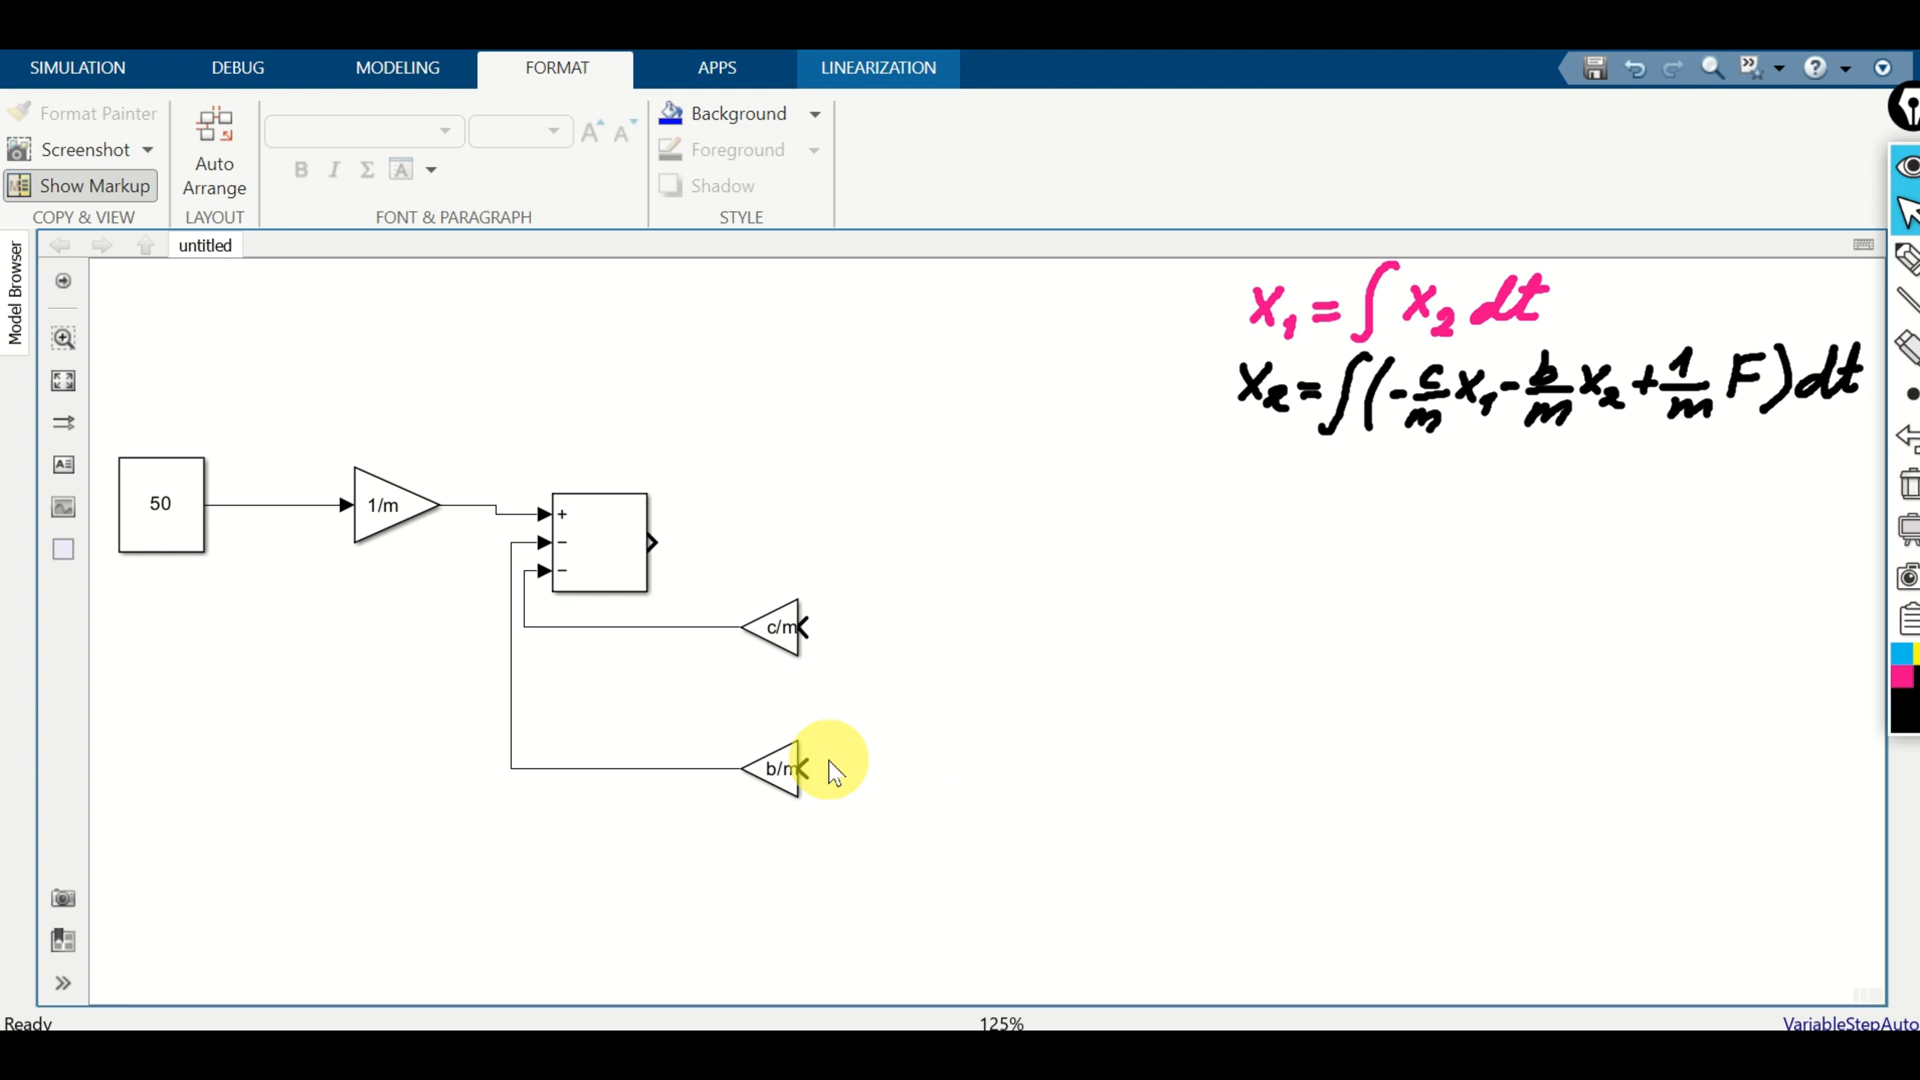 SIMULATION DEBUG MODELING FORMAT APPS LINEARIZATION
Format Painter
Screenshot
Show Markup
COPY & VIEW
Auto
Arrange
LAYOUT
B I Σ A
FONT & PARAGRAPH
Background
Foreground
Shadow
STYLE
Model Browser
untitled
x₁ = ∫ x₂ dt
x₂ = ∫(-c/m x₁ - b/m x₂ + 1/m F) dt
50
1/m
+
−
−
c/m
b/m
Ready 125% VariableStepAuto